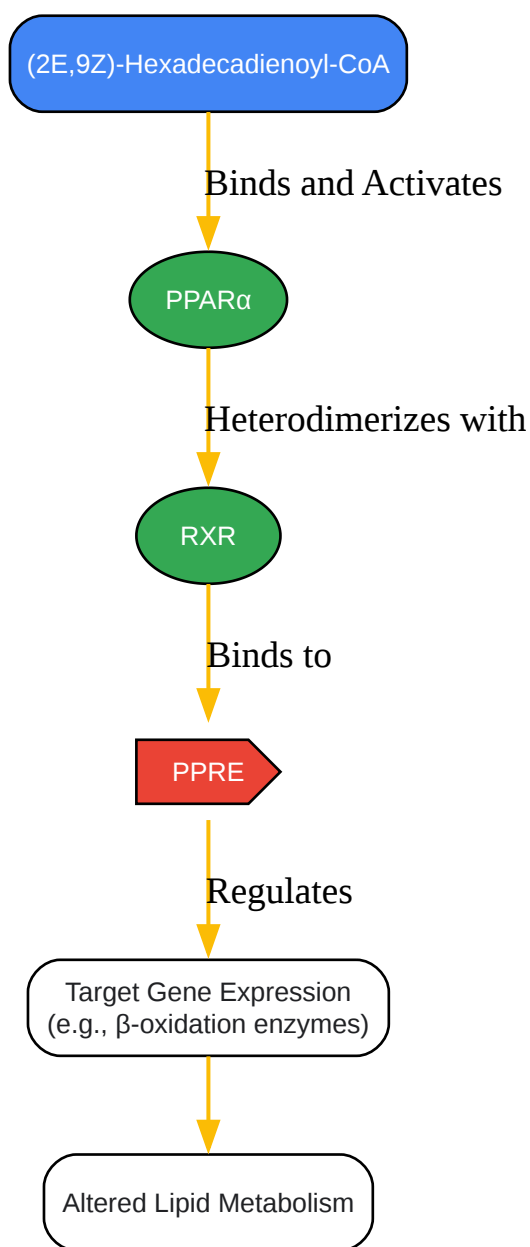 (2E,9Z)-Hexadecadienoyl-CoA
Binds and Activates
PPARα
Heterodimerizes with
RXR
Binds to
PPRE
Regulates
Target Gene Expression
(e.g., β-oxidation enzymes)
Altered Lipid Metabolism